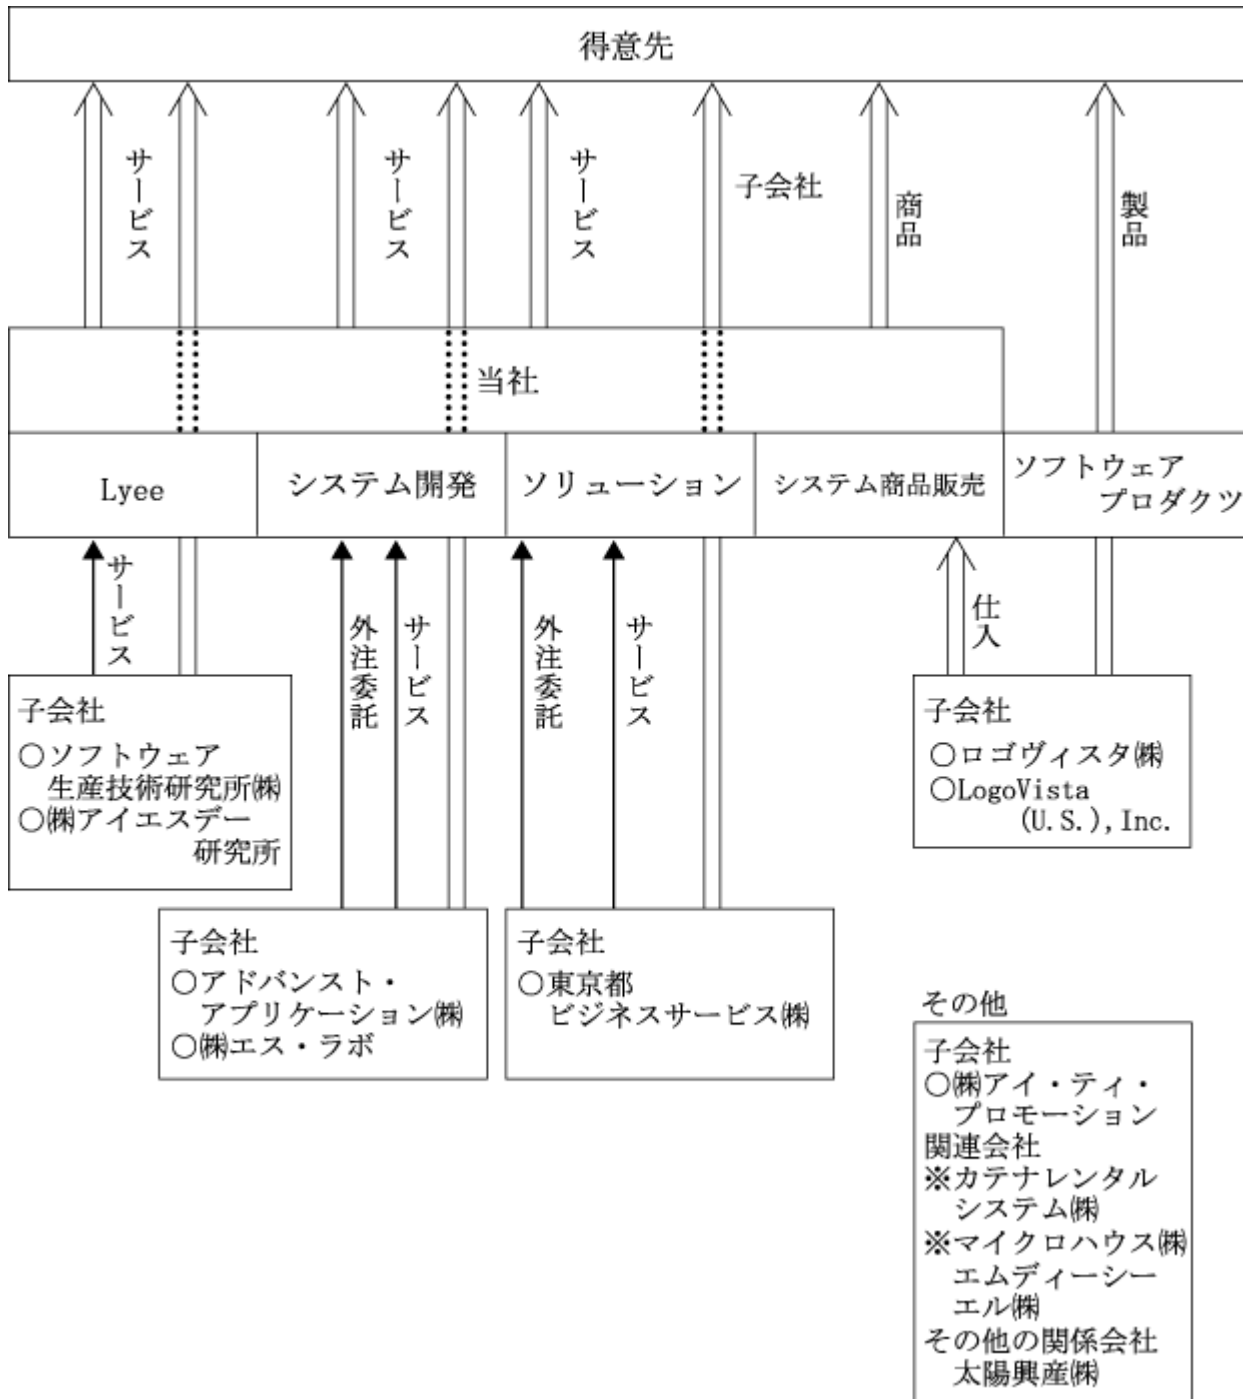 得意先
サービス
サービス
サービス
子会社
商品
製品
当社
Lyee
システム開発
ソリューション
システム商品販売
ソフトウェア
プロダクツ
サービス
外注委託
サービス
外注委託
サービス
仕入
子会社
○ソフトウェア
生産技術研究所㈱
○㈱アイエスデー
研究所
子会社
○ロゴヴィスタ㈱
○LogoVista
(U.S.),Inc.
子会社
○アドバンスト・
アプリケーション㈱
○㈱エス・ラボ
子会社
○東京都
ビジネスサービス㈱
その他
子会社
○㈱アイ・ティ・
プロモーション
関連会社
※カテナレンタル
システム㈱
※マイクロハウス㈱
エムディーシー
エル㈱
その他の関係会社
太陽興産㈱